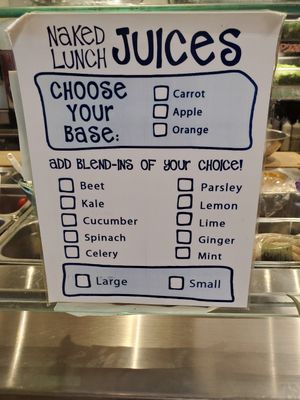 NAKED LUNCH JUICES
CHOOSE YOUR BASE:
Carrot
Apple
Orange
ADD BLEND-INS OF YOUR CHOICE!
Beet
Kale
Cucumber
Spinach
Celery
Parsley
Lemon
Lime
Ginger
Mint
Large
Small